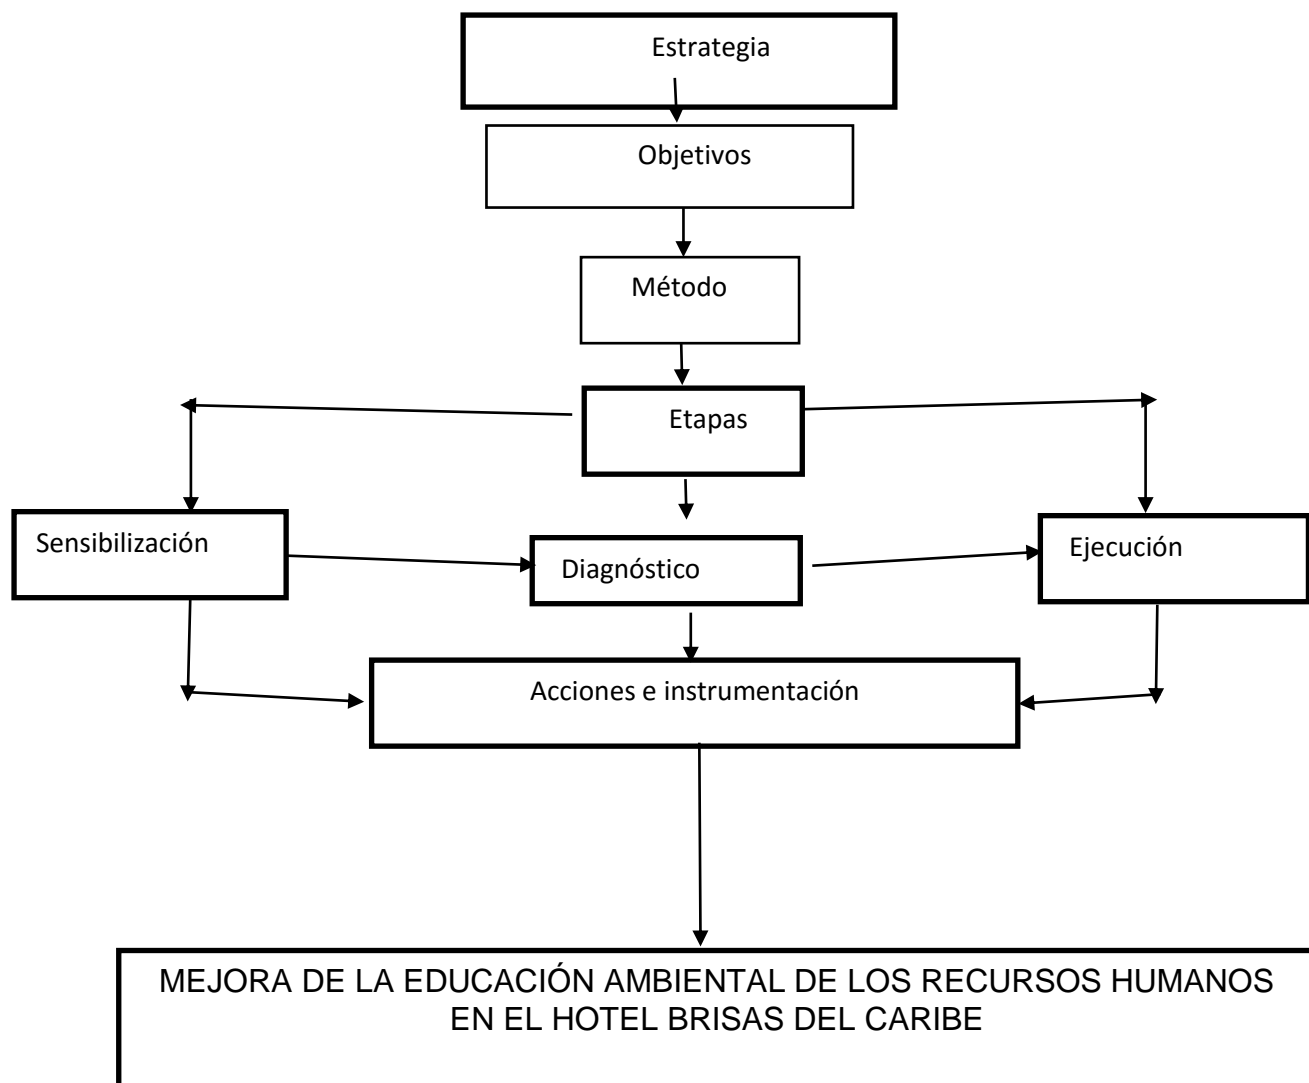 Estrategia
Objetivos
Método
Etapas
Sensibilización
Diagnóstico
Ejecución
Acciones e instrumentación
MEJORA DE LA EDUCACIÓN AMBIENTAL DE LOS RECURSOS HUMANOS
EN EL HOTEL BRISAS DEL CARIBE